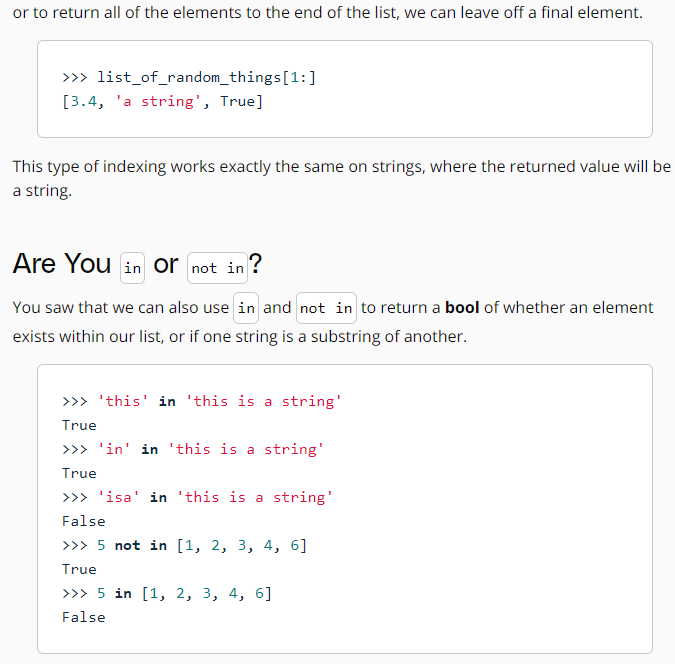 or to return all of the elements to the end of the list, we can leave off a final element.
>>> list_of_random_things[1:]
[3.4, 'a string', True]
This type of indexing works exactly the same on strings, where the returned value will be
a string.
Are You in or not in?
You saw that we can also use in and not in to return a bool of whether an element
exists within our list, or if one string is a substring of another.
>>> 'this' in 'this is a string'
True
>>> 'in' in 'this is a string'
True
>>> 'isa' in 'this is a string'
False
>>> 5 not in [1, 2, 3, 4, 6]
True
>>> 5 in [1, 2, 3, 4, 6]
False